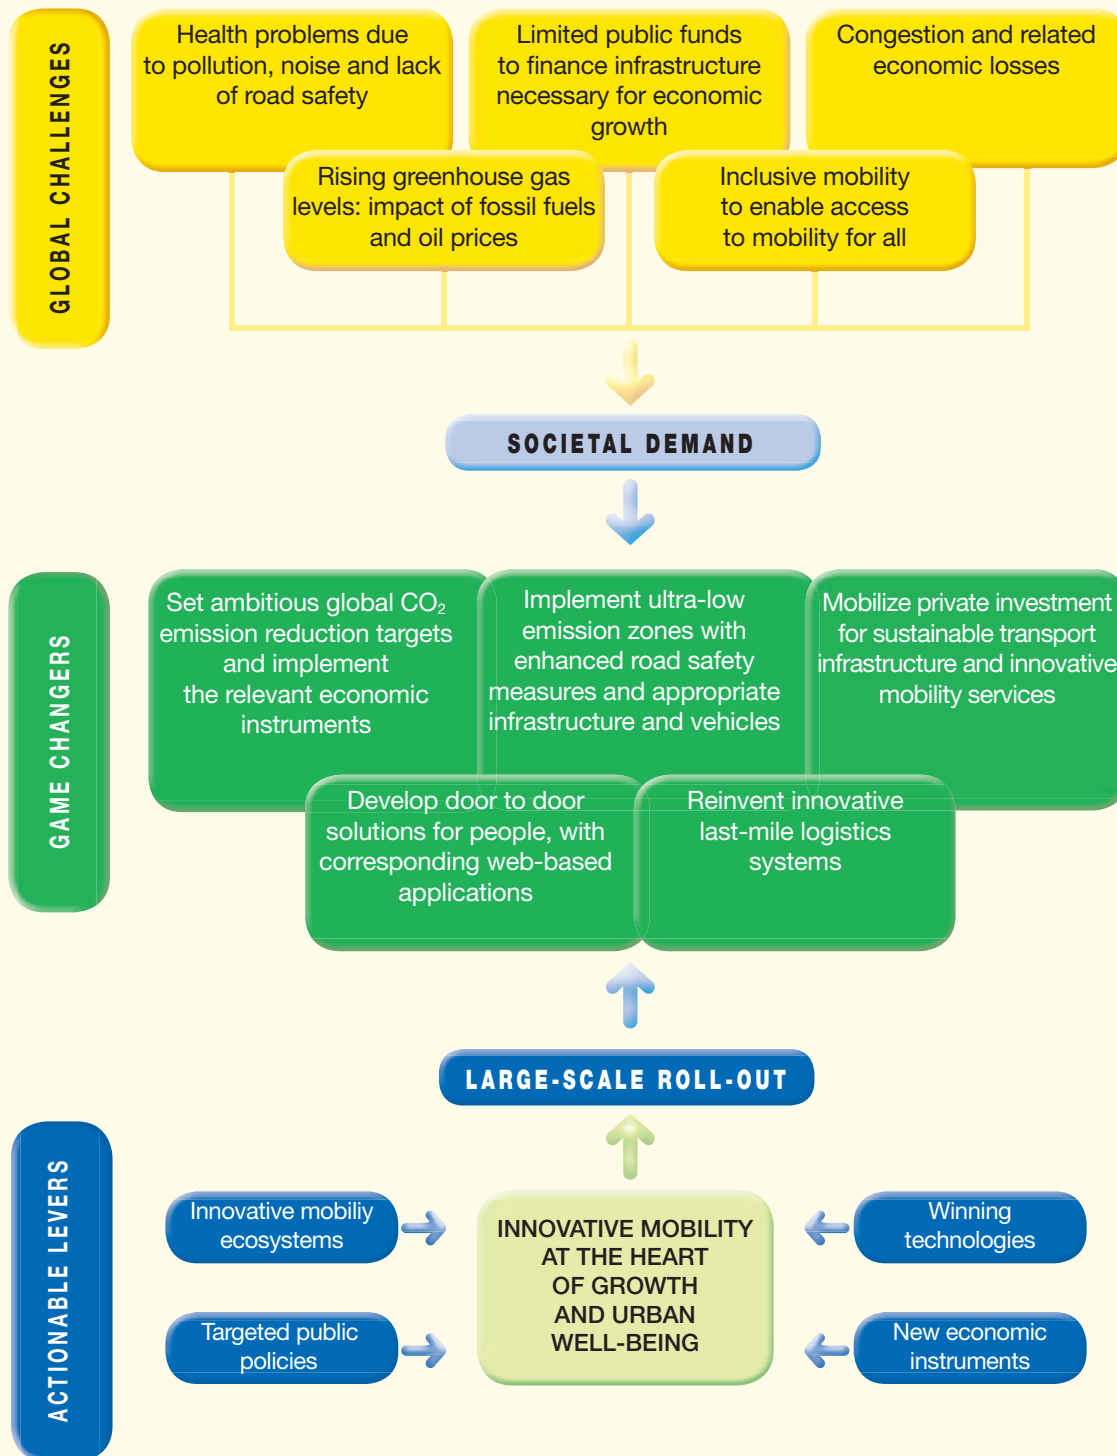 GLOBAL CHALLENGES
Health problems due
to pollution, noise and lack
of road safety
Limited public funds
to finance infrastructure
necessary for economic
growth
Congestion and related
economic losses
Rising greenhouse gas
levels: impact of fossil fuels
and oil prices
Inclusive mobility
to enable access
to mobility for all
SOCIETAL DEMAND
GAME CHANGERS
Set ambitious global CO₂
emission reduction targets
and implement
the relevant economic
instruments
Implement ultra-low
emission zones with
enhanced road safety
measures and appropriate
infrastructure and vehicles
Mobilize private investment
for sustainable transport
infrastructure and innovative
mobility services
Develop door to door
solutions for people, with
corresponding web-based
applications
Reinvent innovative
last-mile logistics
systems
LARGE-SCALE ROLL-OUT
ACTIONABLE LEVERS
Innovative mobiliy
ecosystems
Targeted public
policies
INNOVATIVE MOBILITY
AT THE HEART
OF GROWTH
AND URBAN
WELL-BEING
Winning
technologies
New economic
instruments